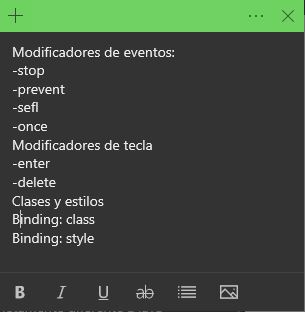 Modificadores de eventos:
-stop
-prevent
-sefl
-once
Modificadores de tecla
-enter
-delete
Clases y estilos
Binding: class
Binding: style
B I U ab